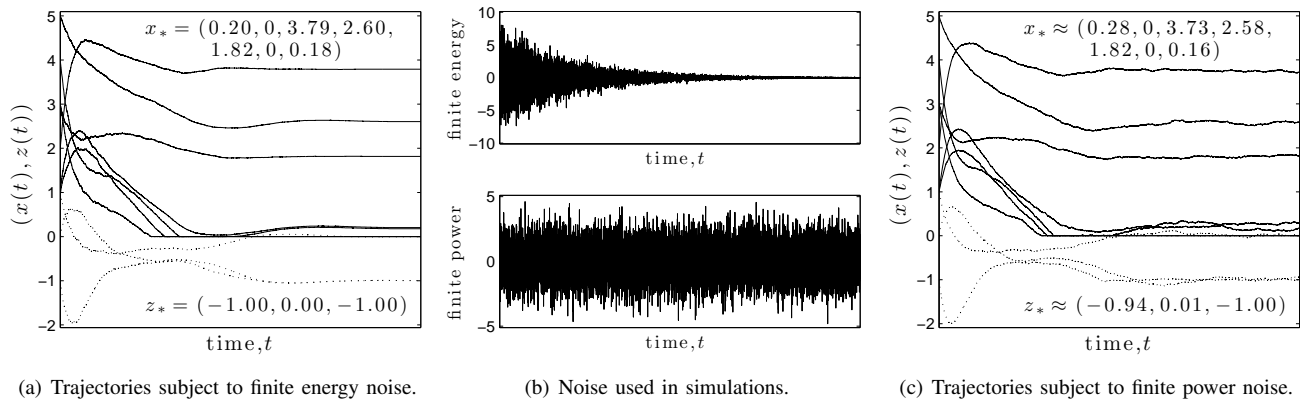 5
4
3
2
1
0
−1
−2
x* = (0.20, 0, 3.79, 2.60,
1.82, 0, 0.18)
z* = (−1.00, 0.00, −1.00)
(x(t), z(t))
time, t
(a) Trajectories subject to finite energy noise.
10
5
0
−5
−10
finite energy
time, t
5
0
−5
finite power
time, t
(b) Noise used in simulations.
5
4
3
2
1
0
−1
−2
x* ≈ (0.28, 0, 3.73, 2.58,
1.82, 0, 0.16)
z* ≈ (−0.94, 0.01, −1.00)
(x(t), z(t))
time, t
(c) Trajectories subject to finite power noise.